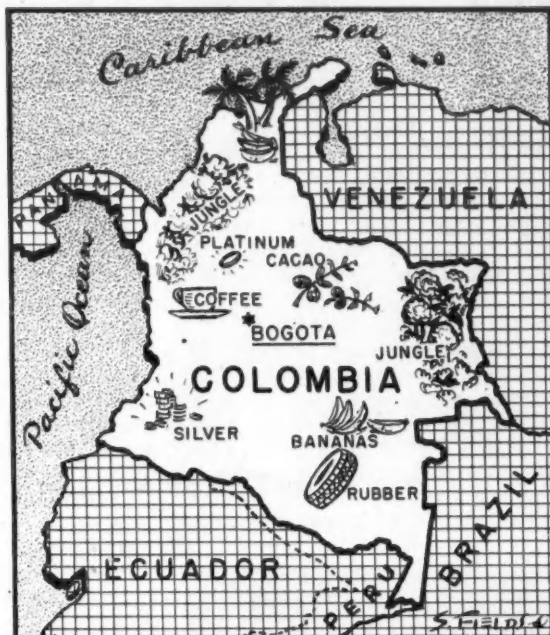 Caribbean Sea
PANAMA
VENEZUELA
JUNGLE
PLATINUM
CACAO
COFFEE
BOGOTA
JUNGLE
Pacific Ocean
COLOMBIA
SILVER
BANANAS
RUBBER
ECUADOR
PERU
BRAZIL
S. FIELDS